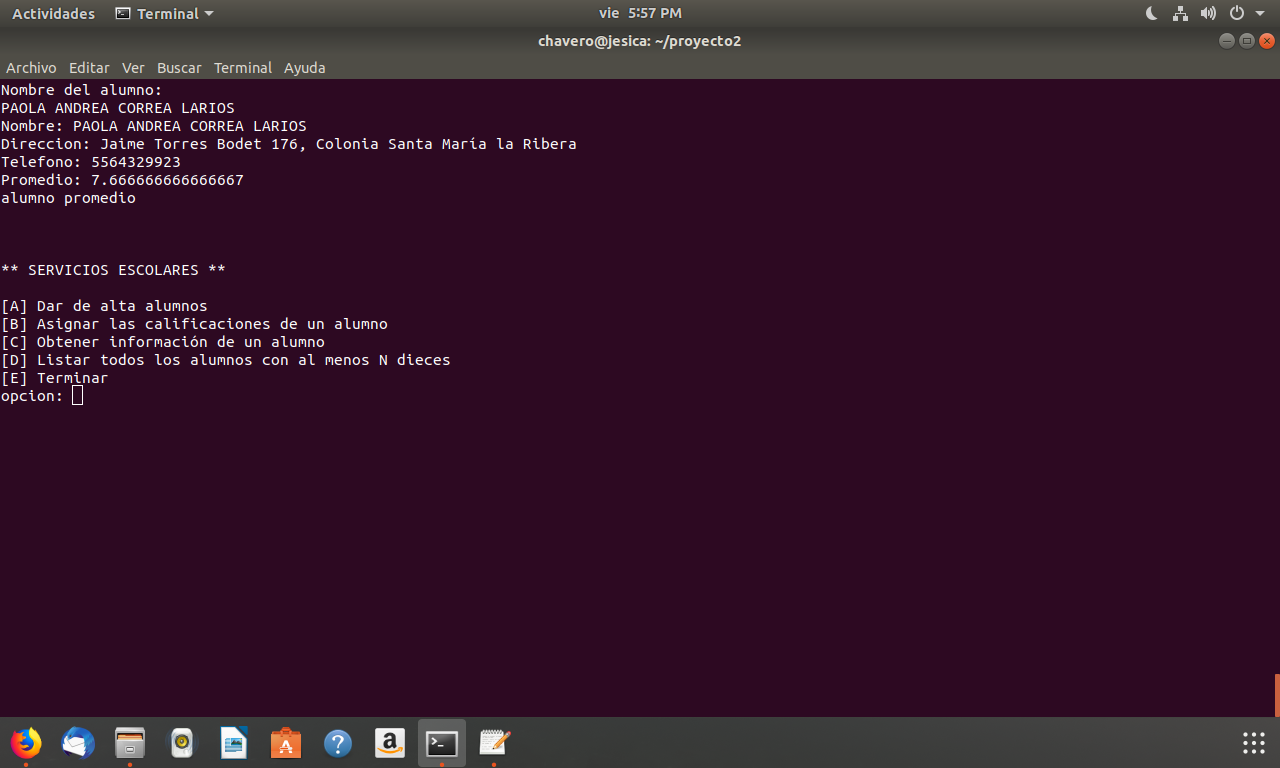 Actividades Terminal vie 5:57 PM
chavero@jesica: ~/proyecto2
Archivo Editar Ver Buscar Terminal Ayuda
Nombre del alumno:
PAOLA ANDREA CORREA LARIOS
Nombre: PAOLA ANDREA CORREA LARIOS
Direccion: Jaime Torres Bodet 176, Colonia Santa María la Ribera
Telefono: 5564329923
Promedio: 7.666666666666667
alumno promedio
** SERVICIOS ESCOLARES **
[A] Dar de alta alumnos
[B] Asignar las calificaciones de un alumno
[C] Obtener información de un alumno
[D] Listar todos los alumnos con al menos N dieces
[E] Terminar
opcion: